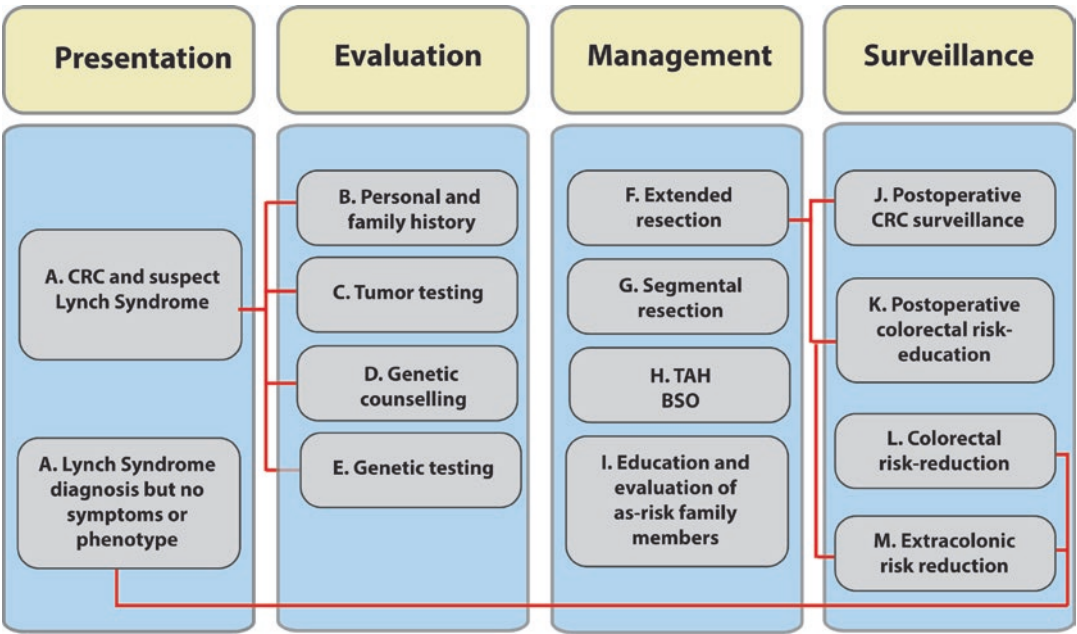 Presentation
Evaluation
Management
Surveillance
A. CRC and suspect
Lynch Syndrome
A. Lynch Syndrome
diagnosis but no
symptoms or
phenotype
B. Personal and
family history
C. Tumor testing
D. Genetic
counselling
E. Genetic testing
F. Extended
resection
G. Segmental
resection
H. TAH
BSO
I. Education and
evaluation of
as-risk family
members
J. Postoperative
CRC surveillance
K. Postoperative
colorectal risk-
education
L. Colorectal
risk-reduction
M. Extracolonic
risk reduction